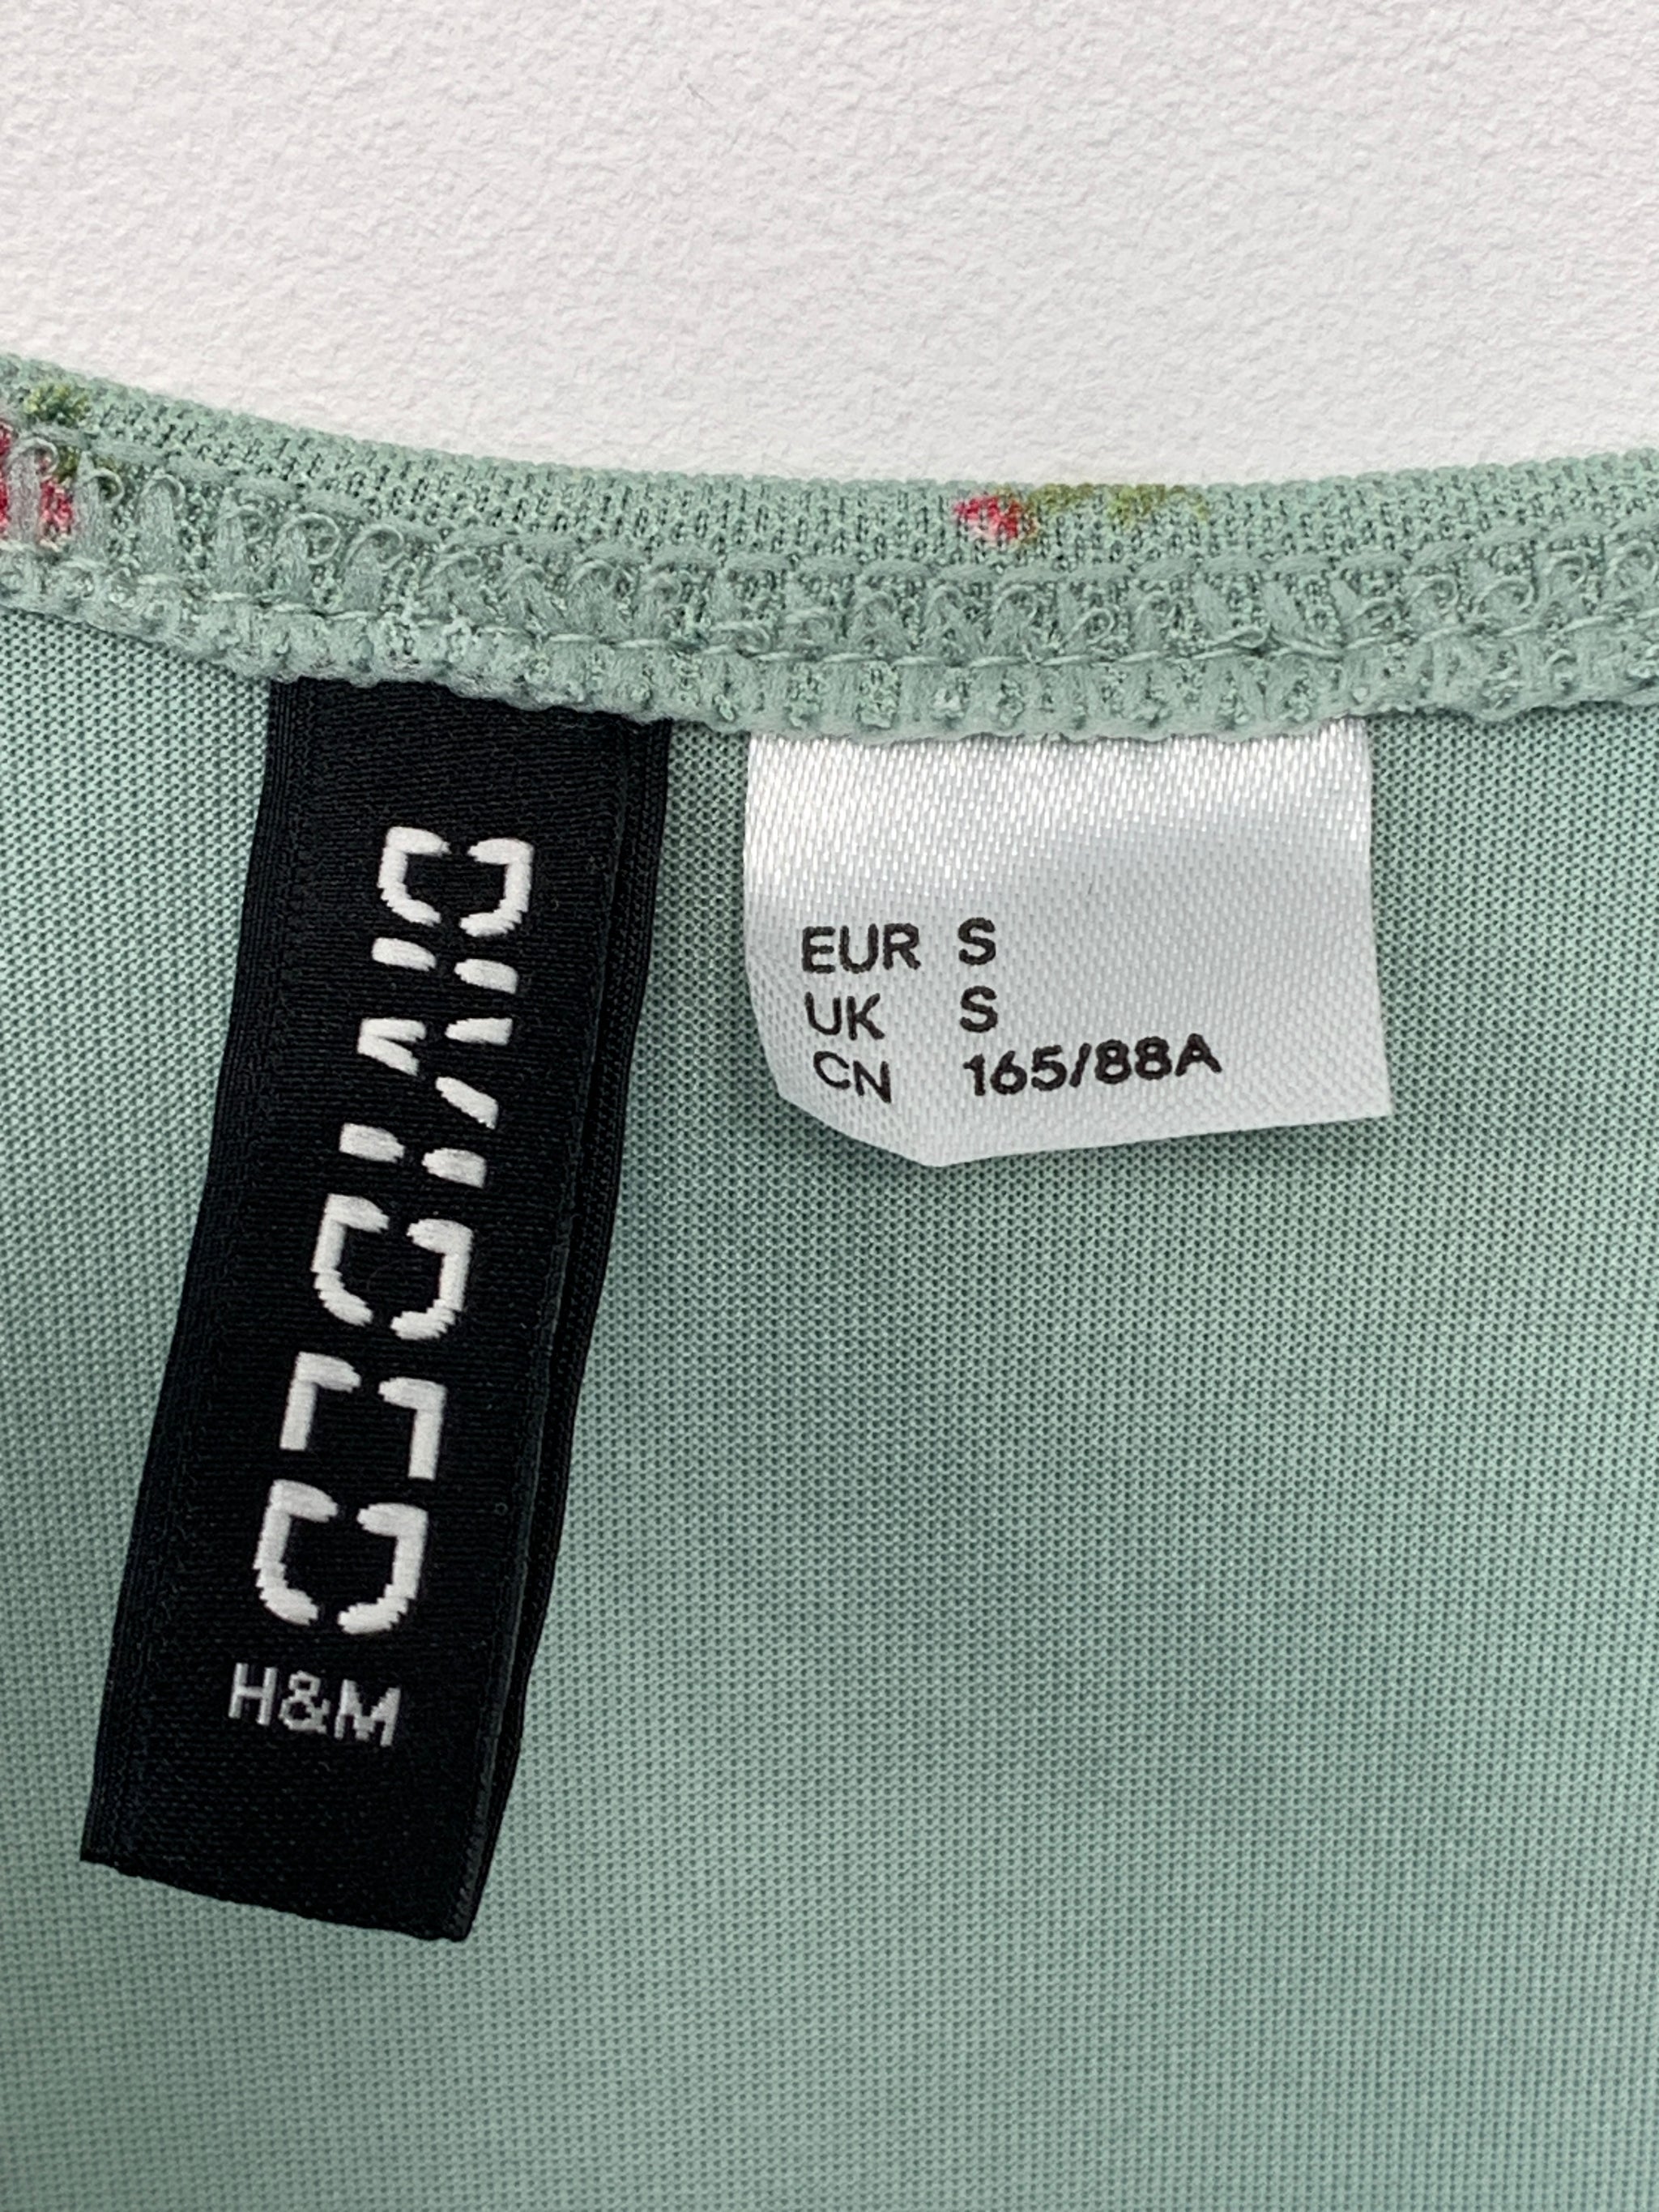 DIVIDED
H&M
EUR S
UK S
CN 165/88A